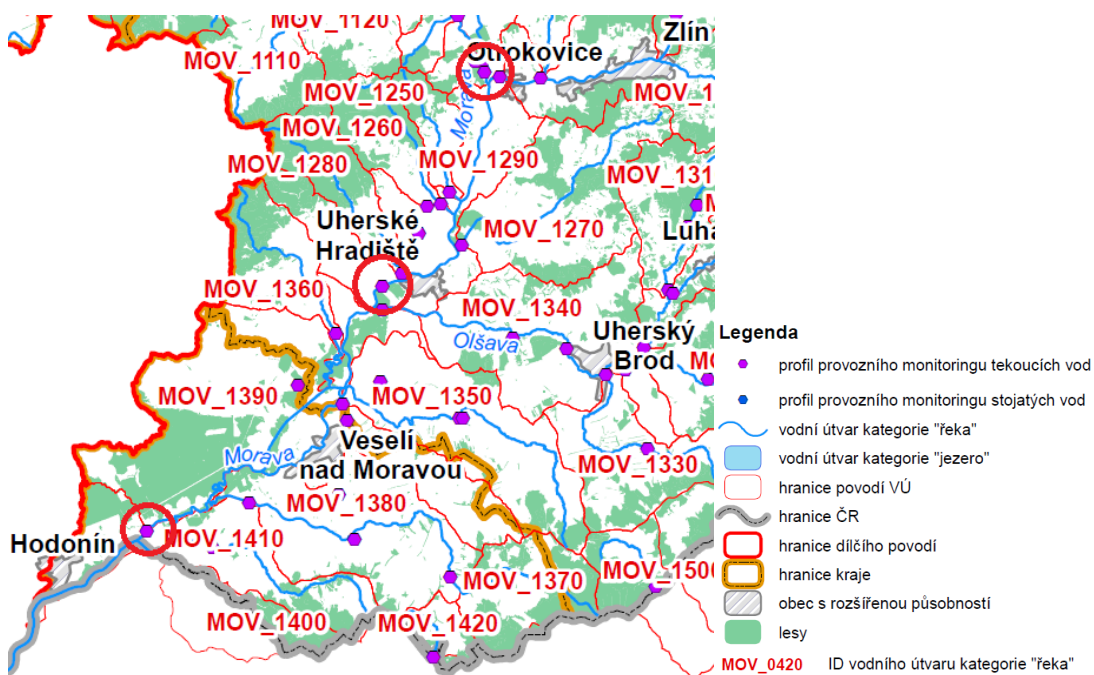 MOV_1120
Zlín
Otrokovice
MOV_1110
MOV_1250
MOV_1
Morava
MOV_1260
MOV_1280
MOV_1290
MOV_131
Uherské
Hradiště
MOV_1270
Luha
MOV_1360
MOV_1340
Olšava
Uherský
Brod
MOV_1390
MOV_1350
Veselí
nad Moravou
Morava
MOV_1330
MOV_1380
Hodonín
MOV_1410
MOV_1370
MOV_1500
MOV_1400
MOV_1420
Legenda
profil provozního monitoringu tekoucích vod
profil provozního monitoringu stojatých vod
vodní útvar kategorie "řeka"
vodní útvar kategorie "jezero"
hranice povodí VÚ
hranice ČR
hranice dílčího povodí
hranice kraje
obec s rozšířenou působností
lesy
MOV_0420 ID vodního útvaru kategorie "řeka"